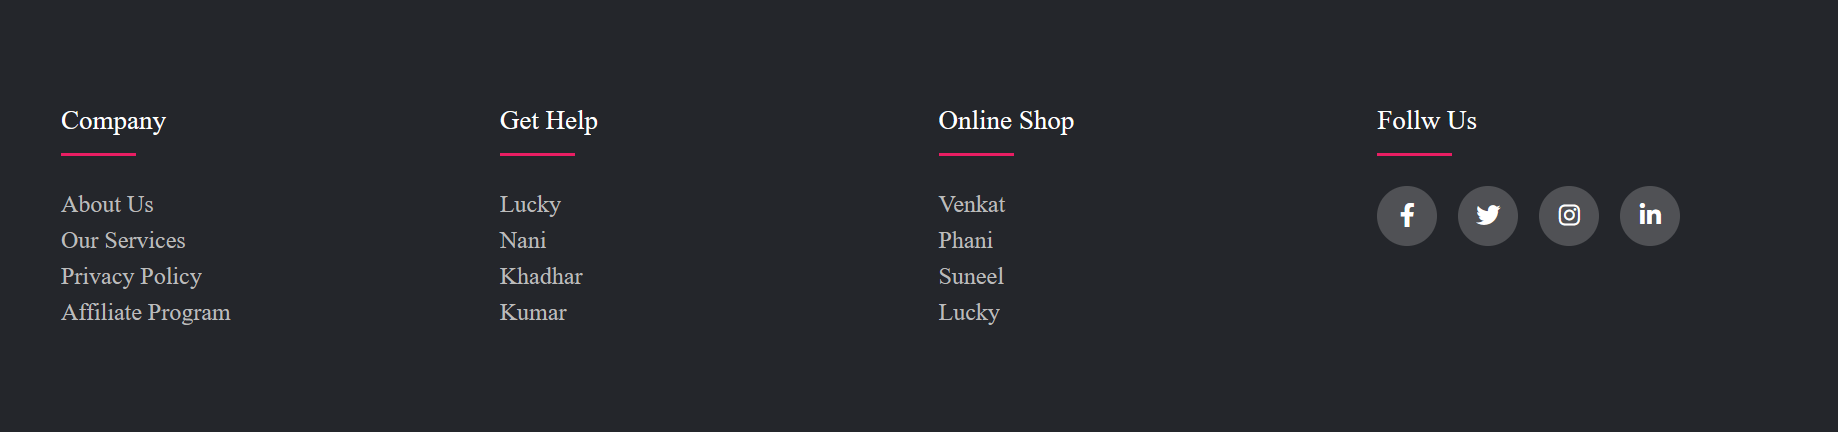 Company
About Us
Our Services
Privacy Policy
Affiliate Program
Get Help
Lucky
Nani
Khadhar
Kumar
Online Shop
Venkat
Phani
Suneel
Lucky
Follw Us